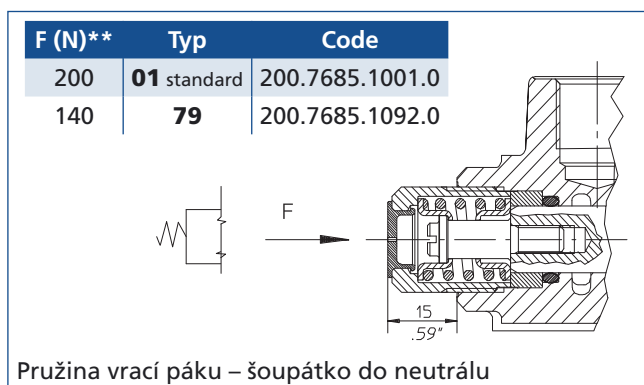 F (N)** Typ Code
200 01 standard 200.7685.1001.0
140 79 200.7685.1092.0
F
15
.59"
Pružina vrací páku – šoupátko do neutrálu